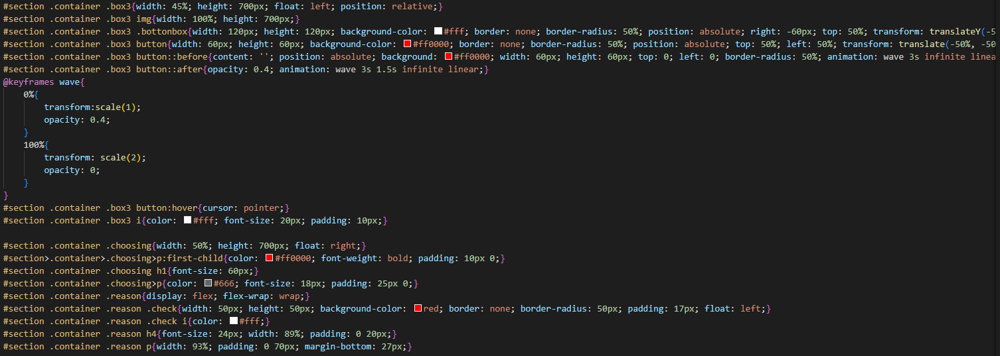 #section .container .box3{width: 45%; height: 700px; float: left; position: relative;}
#section .container .box3 img{width: 100%; height: 700px;}
#section .container .box3 .bottonbox{width: 120px; height: 120px; background-color: #fff; border: none; border-radius: 50%; position: absolute; right: -60px; top: 50%; transform: translateY(-5
#section .container .box3 button{width: 60px; height: 60px; background-color: #ff0000; border: none; border-radius: 50%; position: absolute; top: 50%; left: 50%; transform: translate(-50%, -50
#section .container .box3 button::before{content: ''; position: absolute; background: #ff0000; width: 60px; height: 60px; top: 0; left: 0; border-radius: 50%; animation: wave 3s infinite linea
#section .container .box3 button::after{opacity: 0.4; animation: wave 3s 1.5s infinite linear;}
@keyframes wave{
0%{
transform:scale(1);
opacity: 0.4;
}
100%{
transform: scale(2);
opacity: 0;
}
}
#section .container .box3 button:hover{cursor: pointer;}
#section .container .box3 i{color: #fff; font-size: 20px; padding: 10px;}
#section .container .choosing{width: 50%; height: 700px; float: right;}
#section>.container>.choosing>p:first-child{color: #ff0000; font-weight: bold; padding: 10px 0;}
#section .container .choosing h1{font-size: 60px;}
#section .container .choosing>p{color: #666; font-size: 18px; padding: 25px 0;}
#section .container .reason{display: flex; flex-wrap: wrap;}
#section .container .reason .check{width: 50px; height: 50px; background-color: red; border: none; border-radius: 50px; padding: 17px; float: left;}
#section .container .reason .check i{color: #fff;}
#section .container .reason h4{font-size: 24px; width: 89%; padding: 0 20px;}
#section .container .reason p{width: 93%; padding: 0 70px; margin-bottom: 27px;}